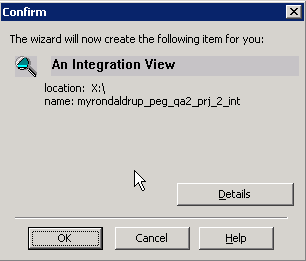 Confirm
The wizard will now create the following item for you:
An Integration View
location: X:\
name: myrondaldrup_peg_qa2_prj_2_int
Details
OK Cancel Help